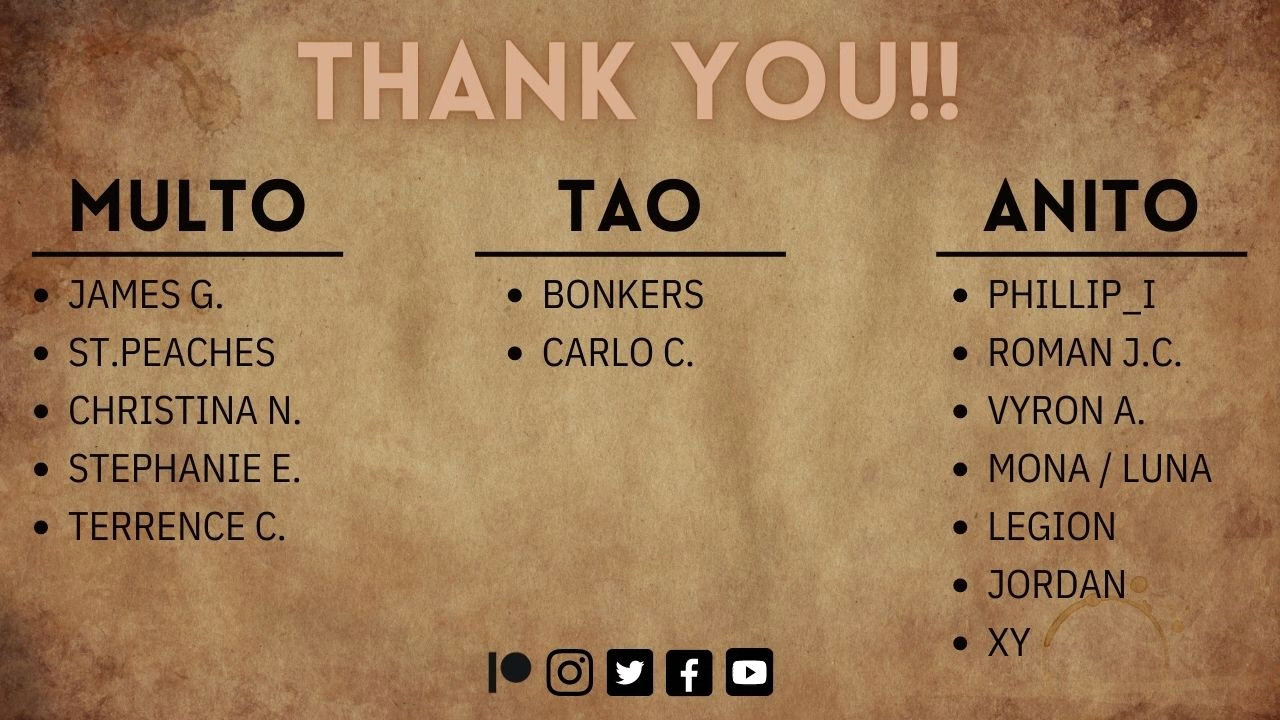 THANK YOU!!
MULTO
JAMES G.
ST.PEACHES
CHRISTINA N.
STEPHANIE E.
TERRENCE C.
TAO
BONKERS
CARLO C.
ANITO
PHILLIP_I
ROMAN J.C.
VYRON A.
MONA / LUNA
LEGION
JORDAN
XY